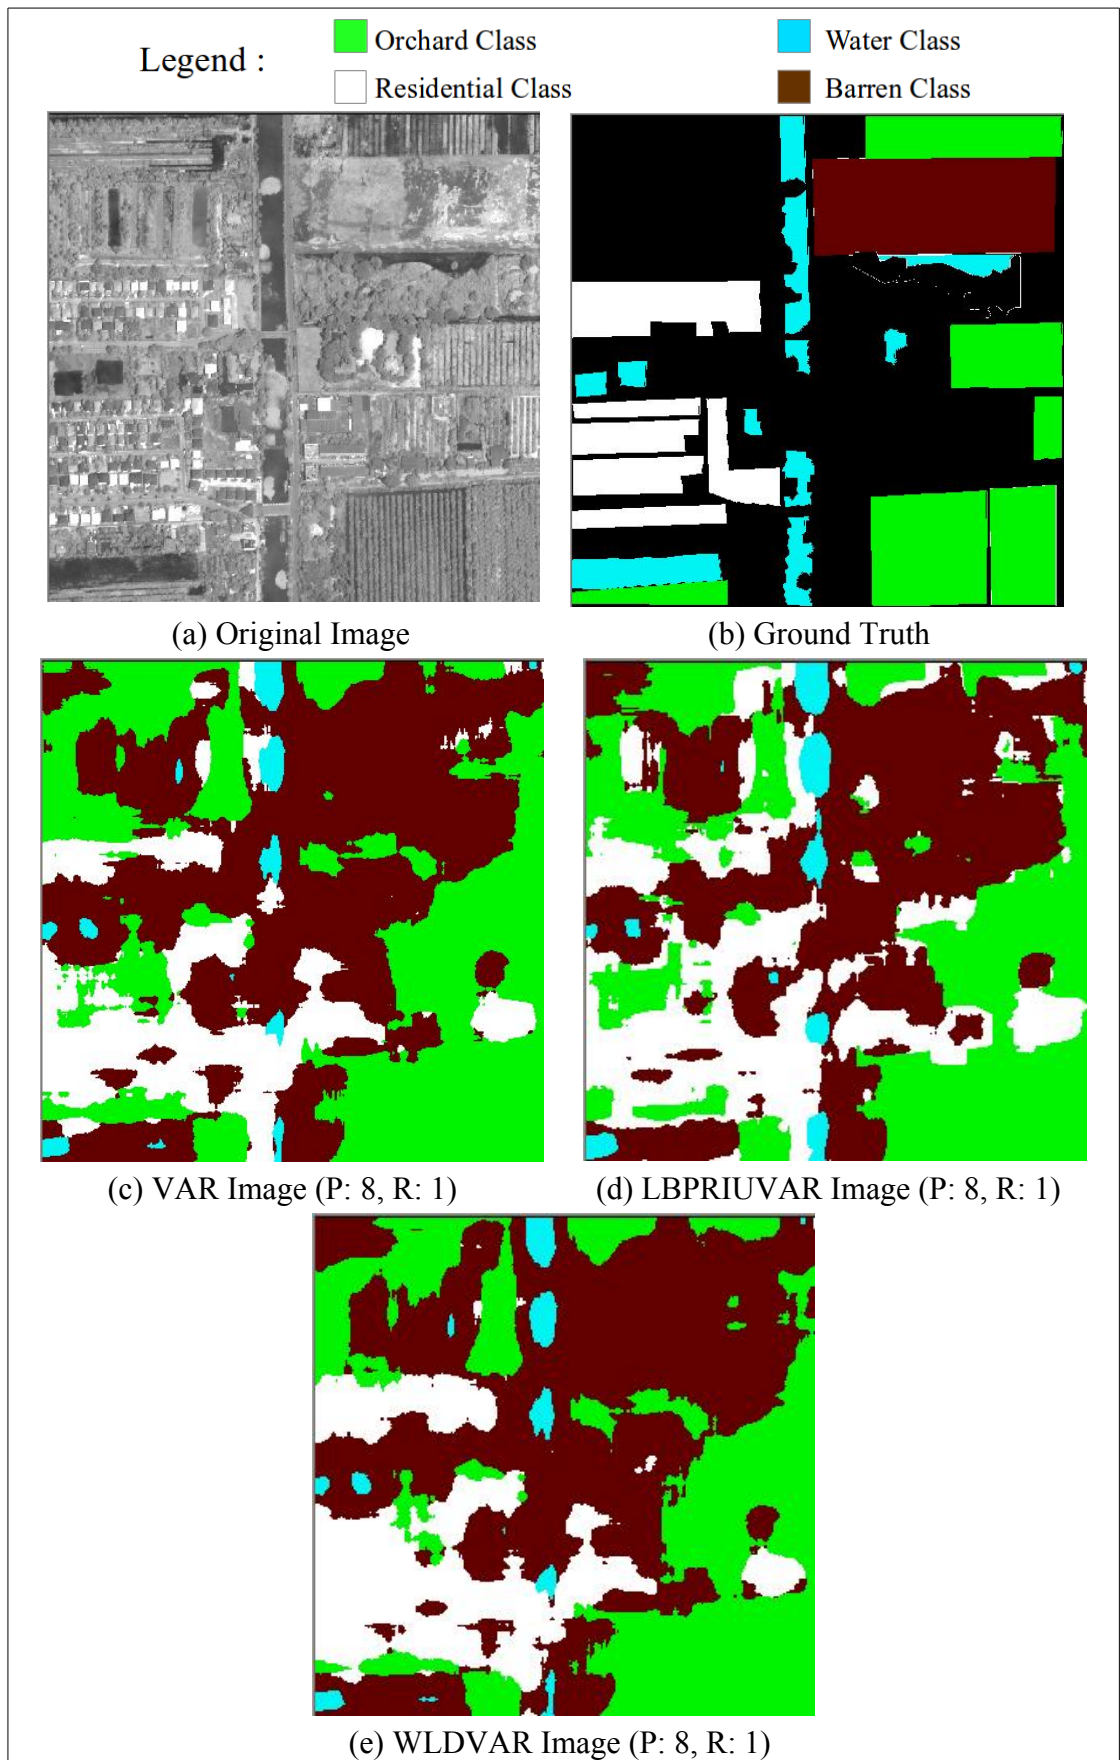 Legend :
Orchard Class
Water Class
Residential Class
Barren Class
(a) Original Image
(b) Ground Truth
(c) VAR Image (P: 8, R: 1)
(d) LBPRIUVAR Image (P: 8, R: 1)
(e) WLDVAR Image (P: 8, R: 1)